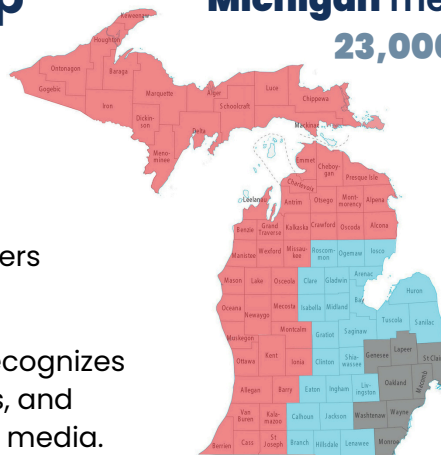 p
Michigan me
23,000
ers
ecognizes
s, and
media.
Keweenaw
Houghton
Ontonagon
Baraga
Gogebic
Iron
Marquette
Dickin-
son
Meno-
minee
Delta
Alger
Schoolcraft
Luce
Chippewa
Mackinac
Emmet
Cheboy-
gan
Presque Isle
Charlevoix
Leelanau
Antrim
Otsego
Mont-
morency
Alpena
Benzie
Grand
Traverse
Kalkaska
Crawford
Oscoda
Alcona
Manistee
Wexford
Missau-
kee
Roscom-
mon
Ogemaw
Iosco
Arenac
Mason
Lake
Osceola
Clare
Gladwin
Huron
Oceana
Newaygo
Mecosta
Isabella
Midland
Bay
Tuscola
Sanilac
Muskegon
Montcalm
Gratiot
Saginaw
Ottawa
Kent
Ionia
Clinton
Shia-
wassee
Genesee
Lapeer
St Clai
Allegan
Barry
Eaton
Ingham
Liv-
ingston
Oakland
Macomb
Van
Buren
Kala-
mazoo
Calhoun
Jackson
Washtenaw
Wayne
Berrien
Cass
St
Joseph
Branch
Hillsdale
Lenawee
Monroe